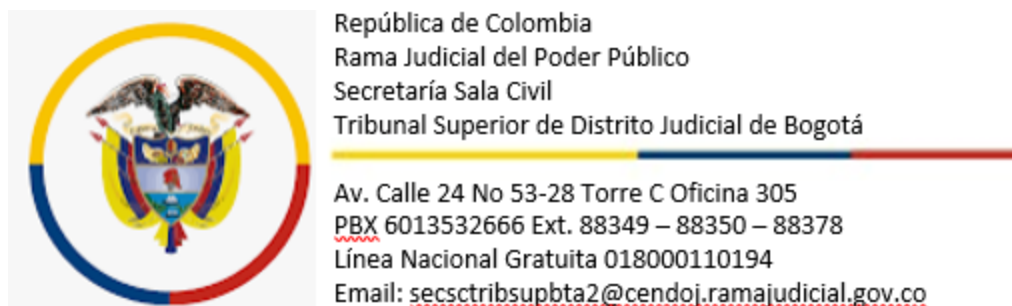 República de Colombia
Rama Judicial del Poder Público
Secretaría Sala Civil
Tribunal Superior de Distrito Judicial de Bogotá
Av. Calle 24 No 53-28 Torre C Oficina 305
PBX 6013532666 Ext. 88349 – 88350 – 88378
Línea Nacional Gratuita 018000110194
Email: secsctribsupbta2@cendoj.ramajudicial.gov.co